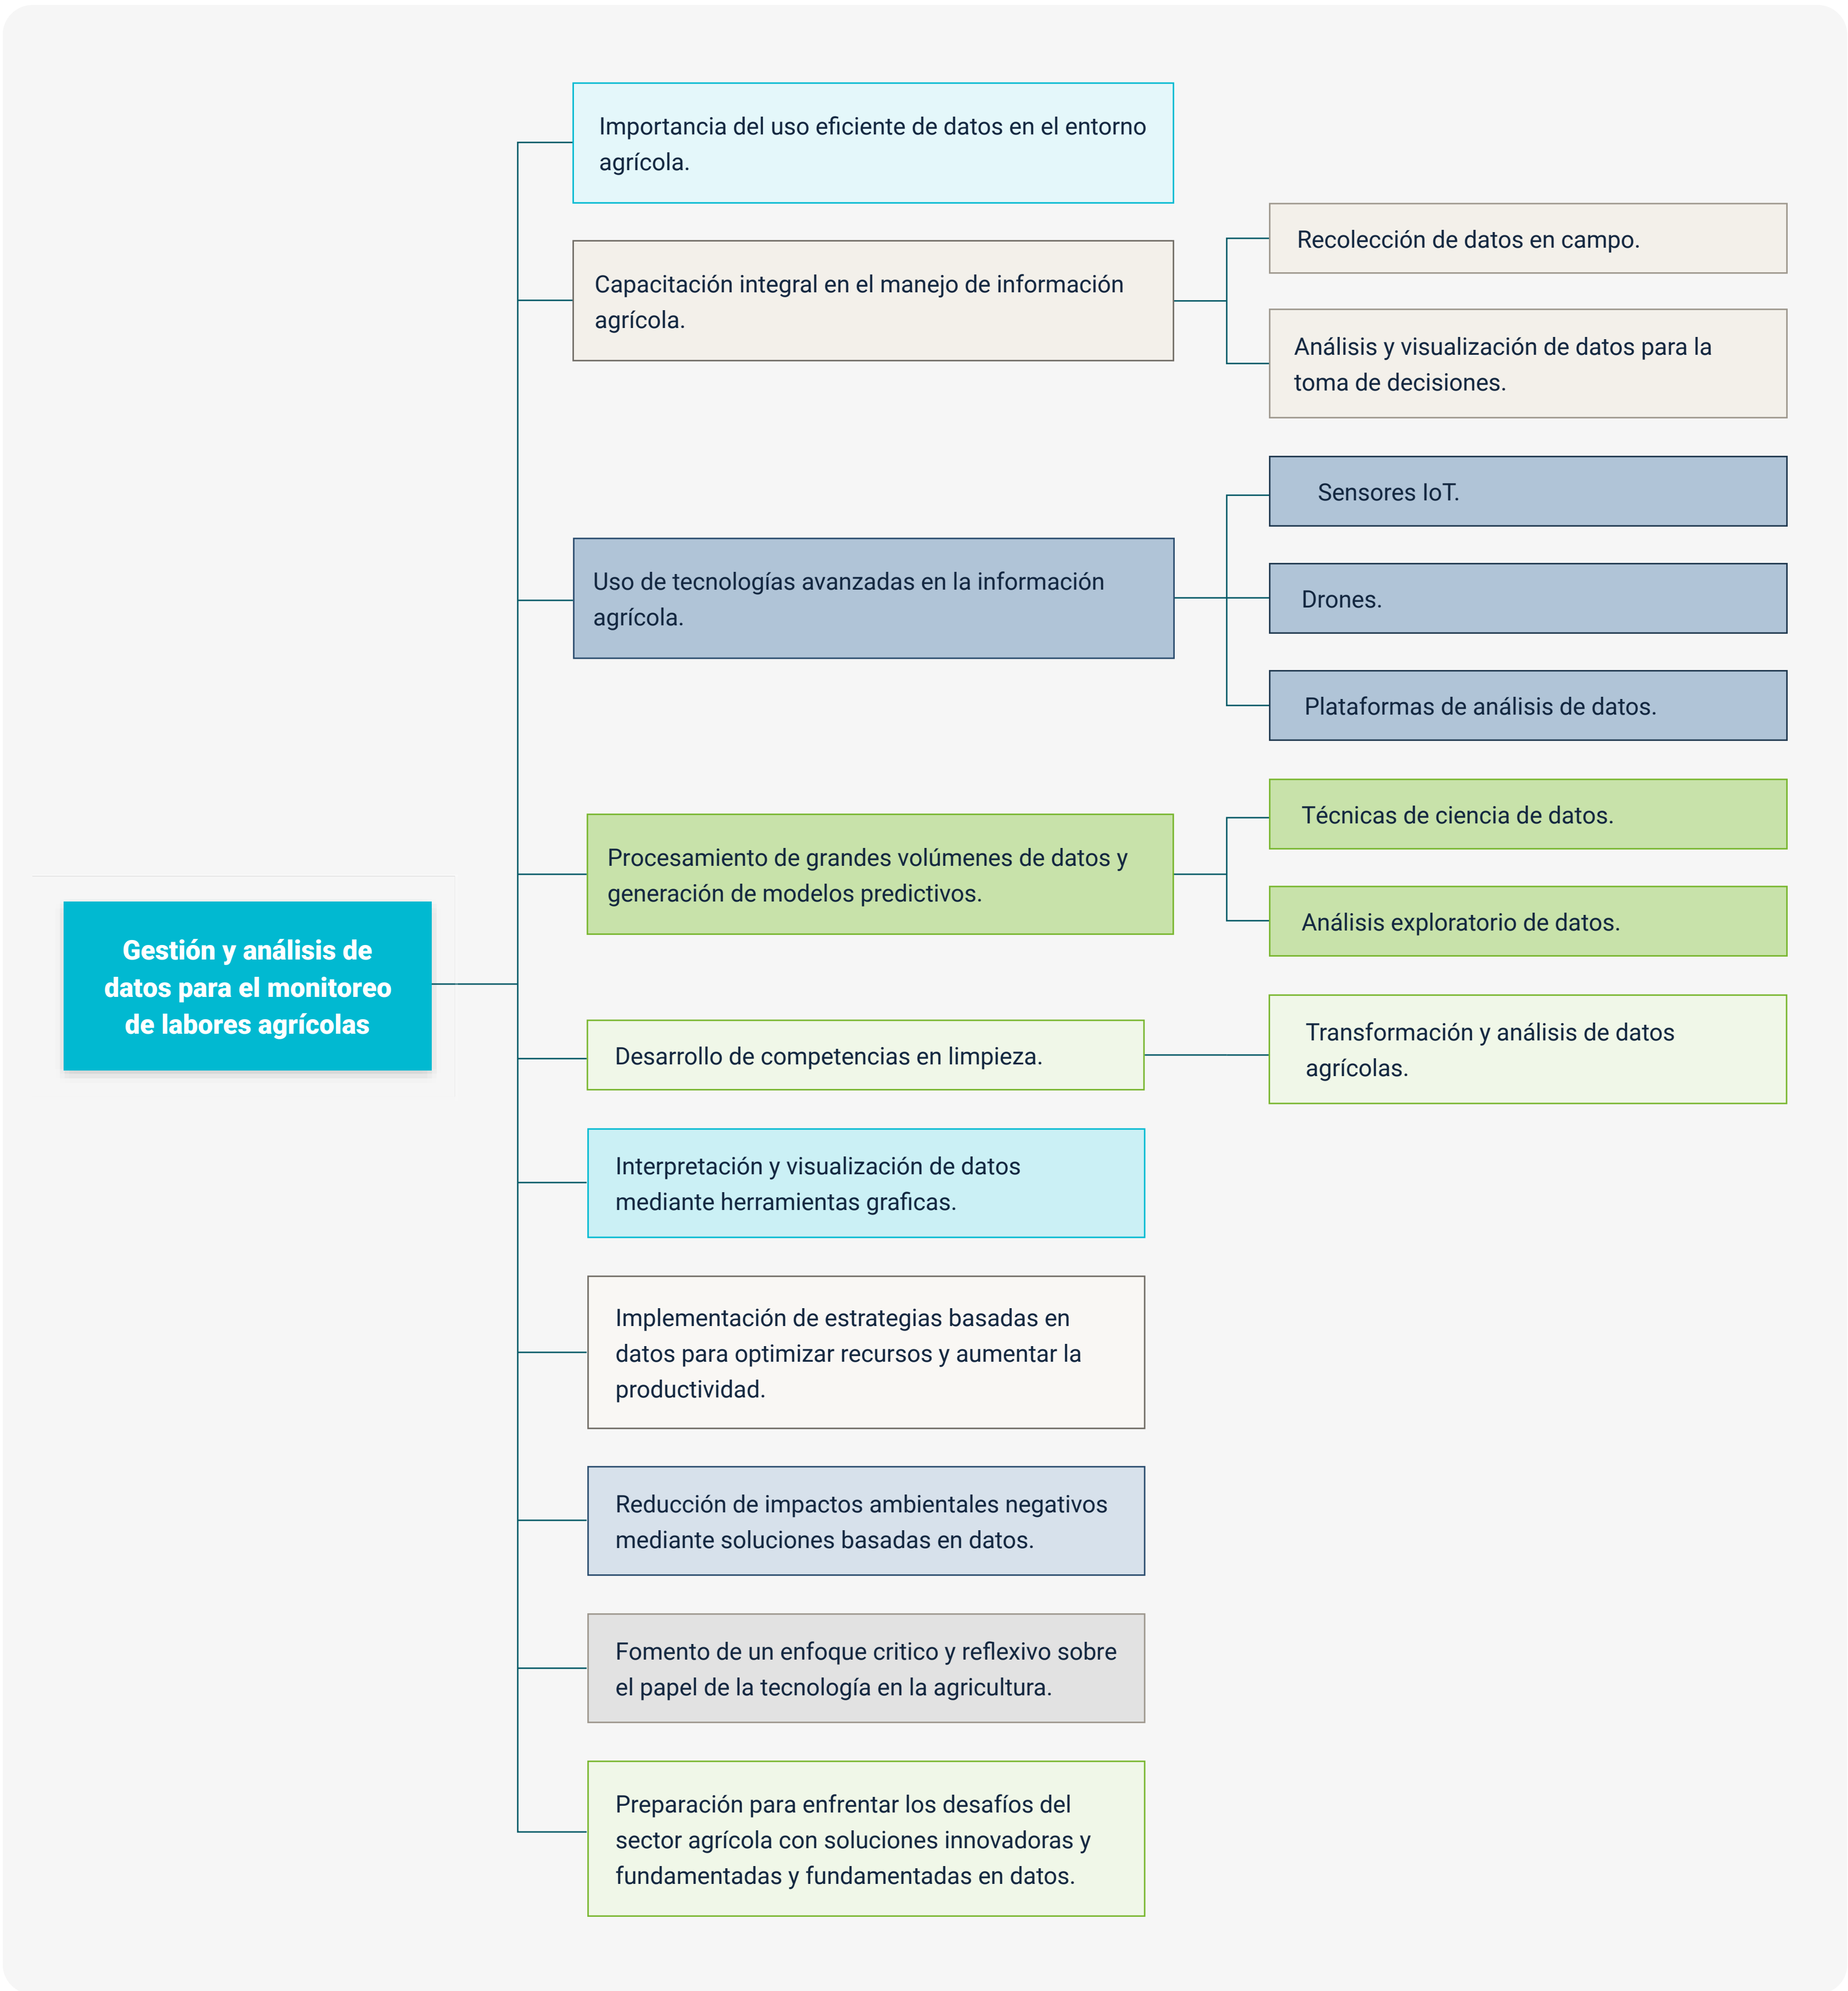 Importancia del uso eficiente de datos en el entorno
agrícola.
Capacitación integral en el manejo de información
agrícola.
Recolección de datos en campo.
Análisis y visualización de datos para la
toma de decisiones.
Uso de tecnologías avanzadas en la información
agrícola.
Sensores IoT.
Drones.
Plataformas de análisis de datos.
Procesamiento de grandes volúmenes de datos y
generación de modelos predictivos.
Técnicas de ciencia de datos.
Análisis exploratorio de datos.
Gestión y análisis de
datos para el monitoreo
de labores agrícolas
Desarrollo de competencias en limpieza.
Transformación y análisis de datos
agrícolas.
Interpretación y visualización de datos
mediante herramientas graficas.
Implementación de estrategias basadas en
datos para optimizar recursos y aumentar la
productividad.
Reducción de impactos ambientales negativos
mediante soluciones basadas en datos.
Fomento de un enfoque critico y reflexivo sobre
el papel de la tecnología en la agricultura.
Preparación para enfrentar los desafíos del
sector agrícola con soluciones innovadoras y
fundamentadas y fundamentadas en datos.